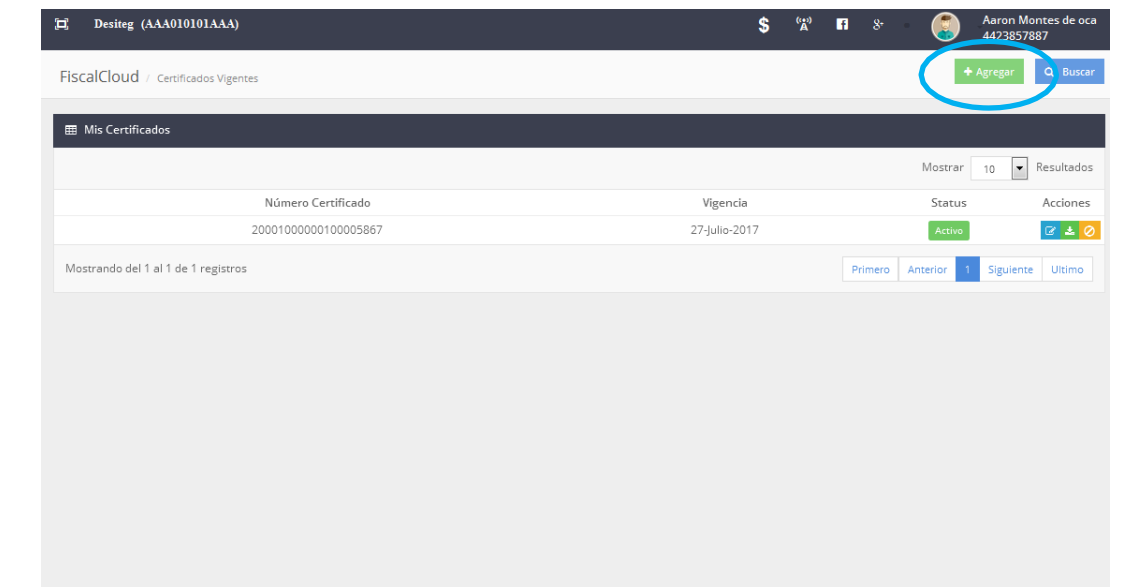 Desiteg (AAA010101AAA)
$ A f 8+
Aaron Montes de oca
4423857887
FiscalCloud / Certificados Vigentes
+ Agregar
Buscar
Mis Certificados
Mostrar 10 Resultados
Número Certificado Vigencia Status Acciones
20001000000100005867 27-Julio-2017 Activo
Mostrando del 1 al 1 de 1 registros
Primero Anterior 1 Siguiente Ultimo